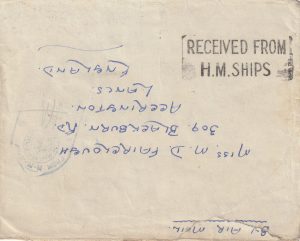 RECEIVED FROM
H.M. SHIPS
By AIR MAIL.
MISS. M. D FAIRCLOUGH.
309. BLACKBURN. RD
ACCRINGTON.
LANCS.
ENGLAND.